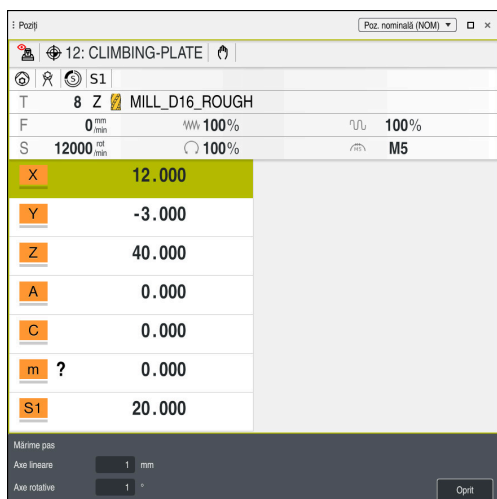 Poziții
Poz. nominală (NOM)
12: CLIMBING-PLATE
S S1
T 8 Z MILL_D16_ROUGH
F 0 mm/min 100% 100%
S 12000 rot/min 100% M5
X 12.000
Y -3.000
Z 40.000
A 0.000
C 0.000
m ? 0.000
S1 20.000
Mărime pas
Axe lineare 1 mm
Axe rotative 1 °
Oprit